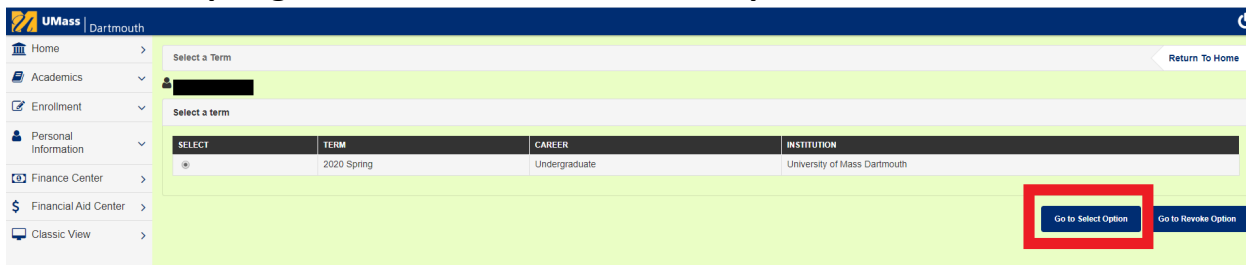 UMass | Dartmouth
Home
Academics
Enrollment
Personal
Information
Finance Center
Financial Aid Center
Classic View
Select a Term
Return To Home
Select a term
SELECT TERM CAREER INSTITUTION
2020 Spring Undergraduate University of Mass Dartmouth
Go to Select Option Go to Revoke Option